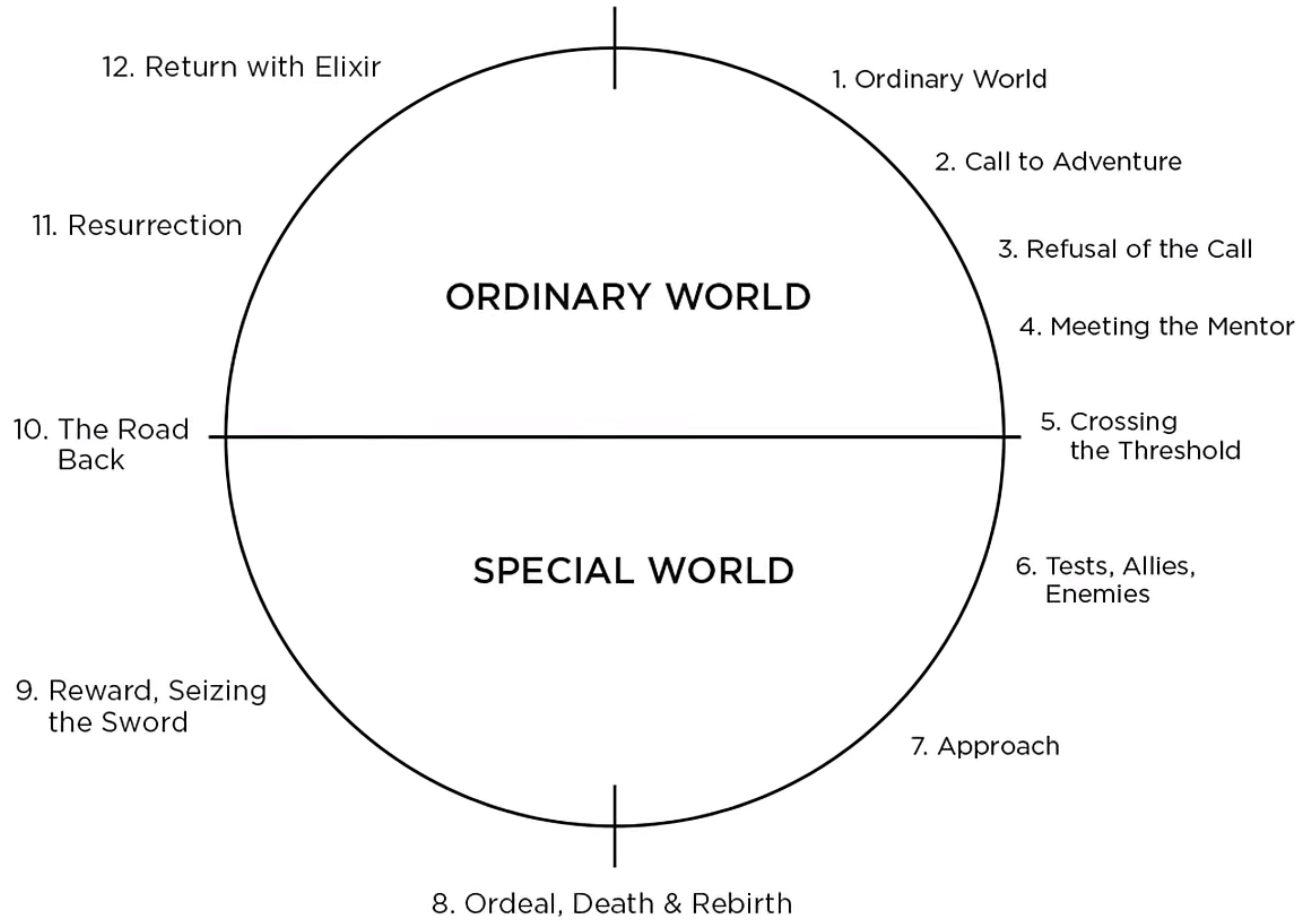 1. Ordinary World
2. Call to Adventure
3. Refusal of the Call
4. Meeting the Mentor
5. Crossing
the Threshold
6. Tests, Allies,
Enemies
7. Approach
8. Ordeal, Death & Rebirth
9. Reward, Seizing
the Sword
10. The Road
Back
11. Resurrection
12. Return with Elixir
ORDINARY WORLD
SPECIAL WORLD